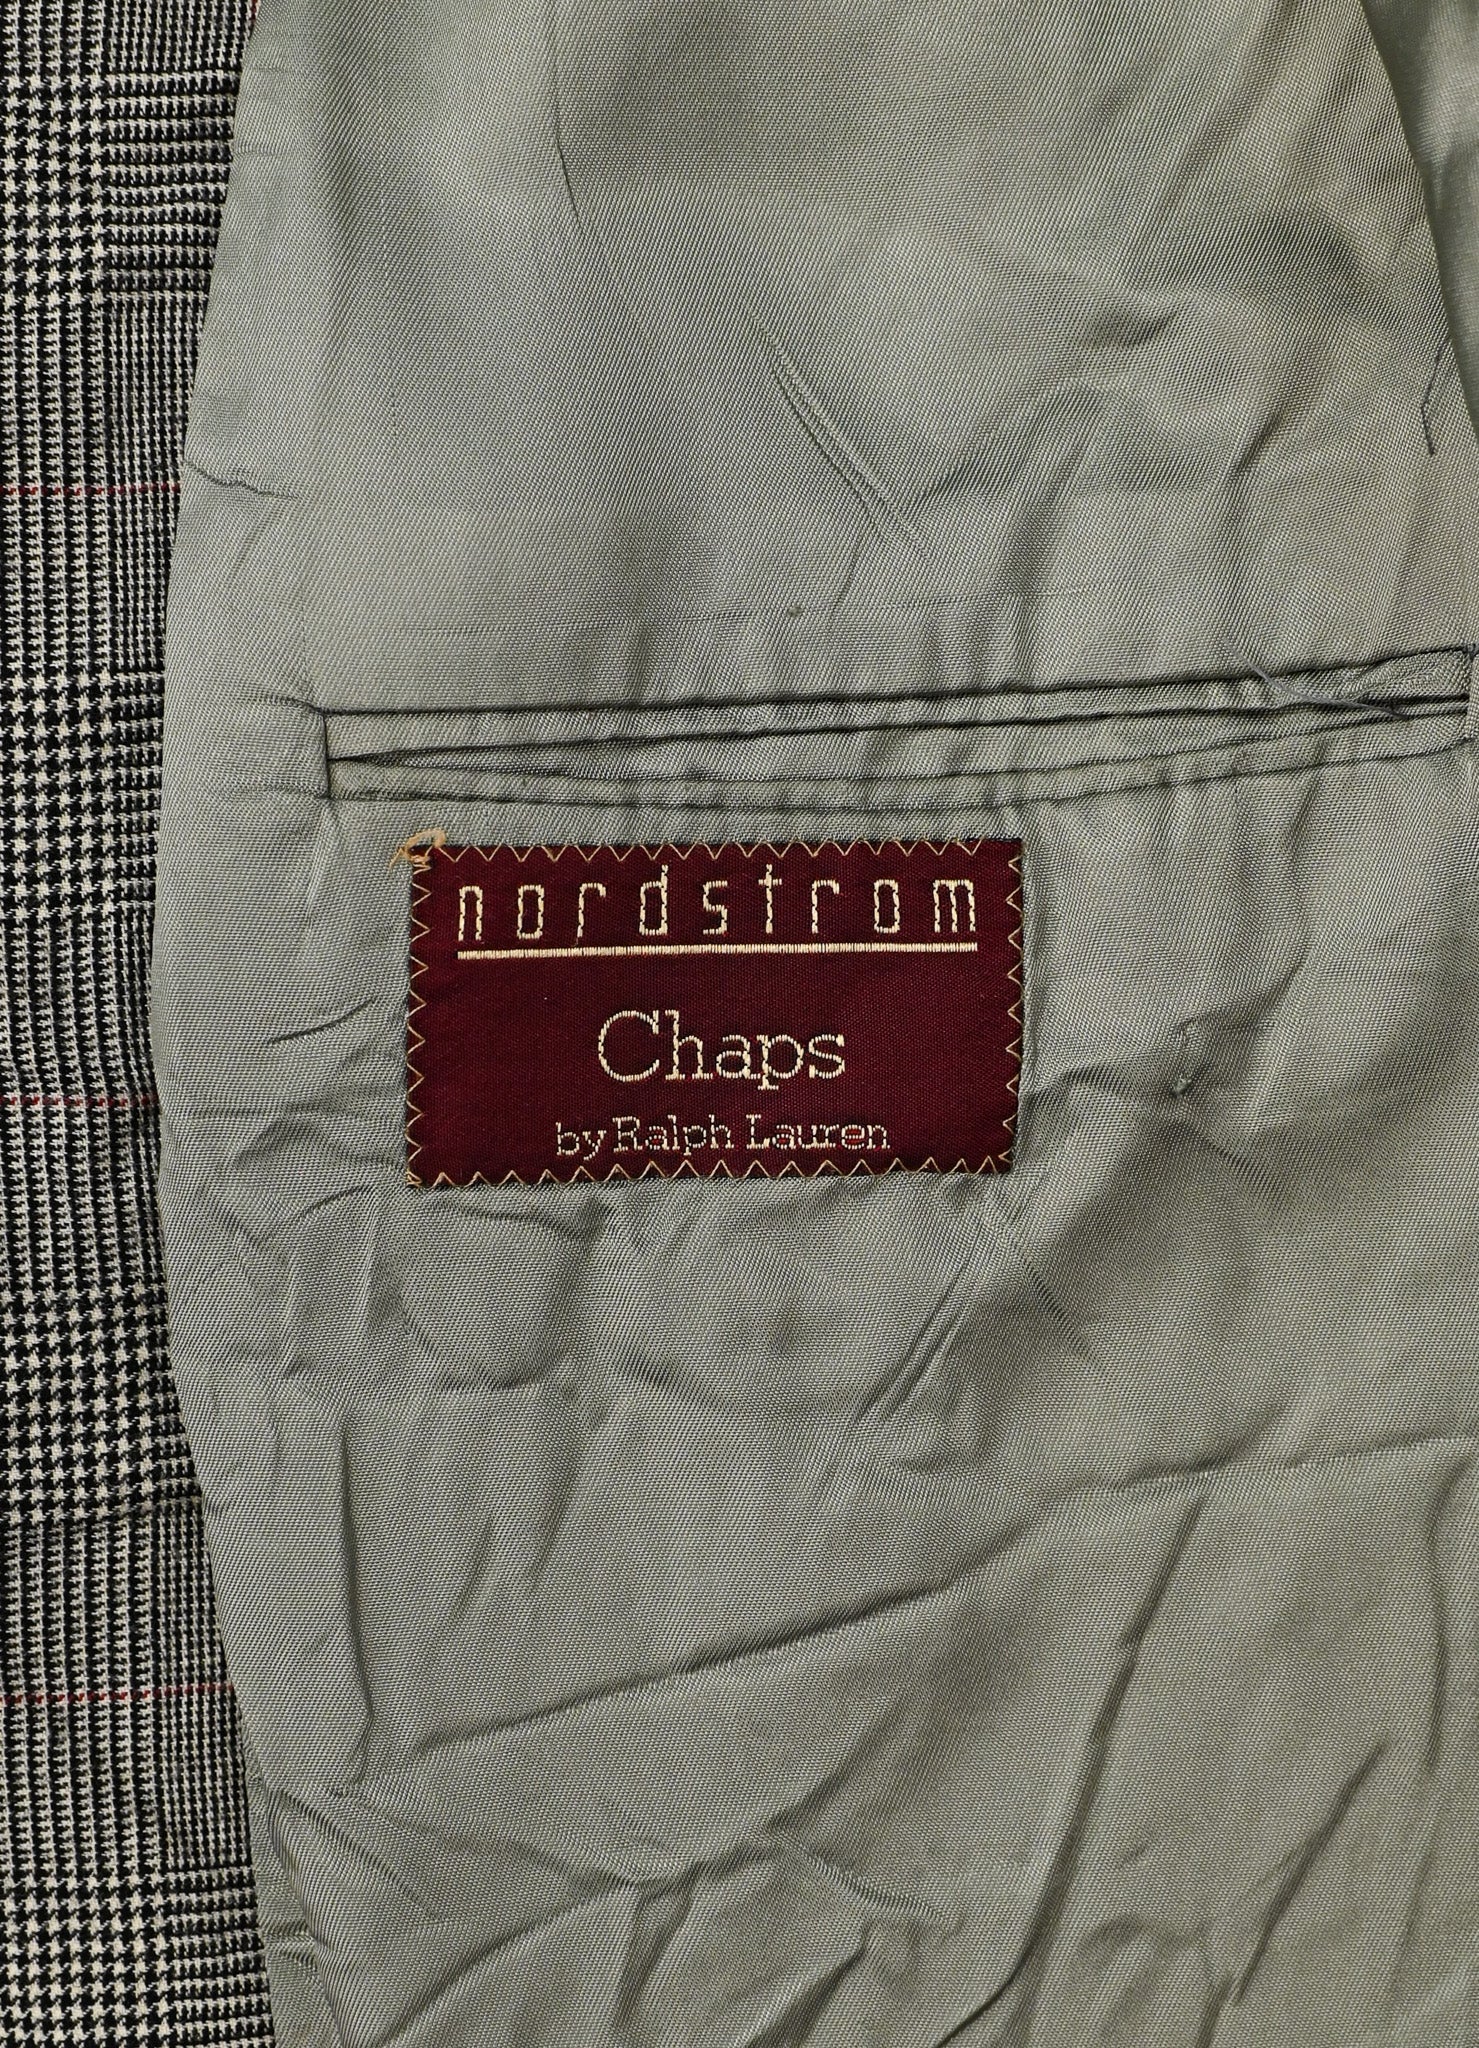 nordstrom
Chaps
by Ralph Lauren